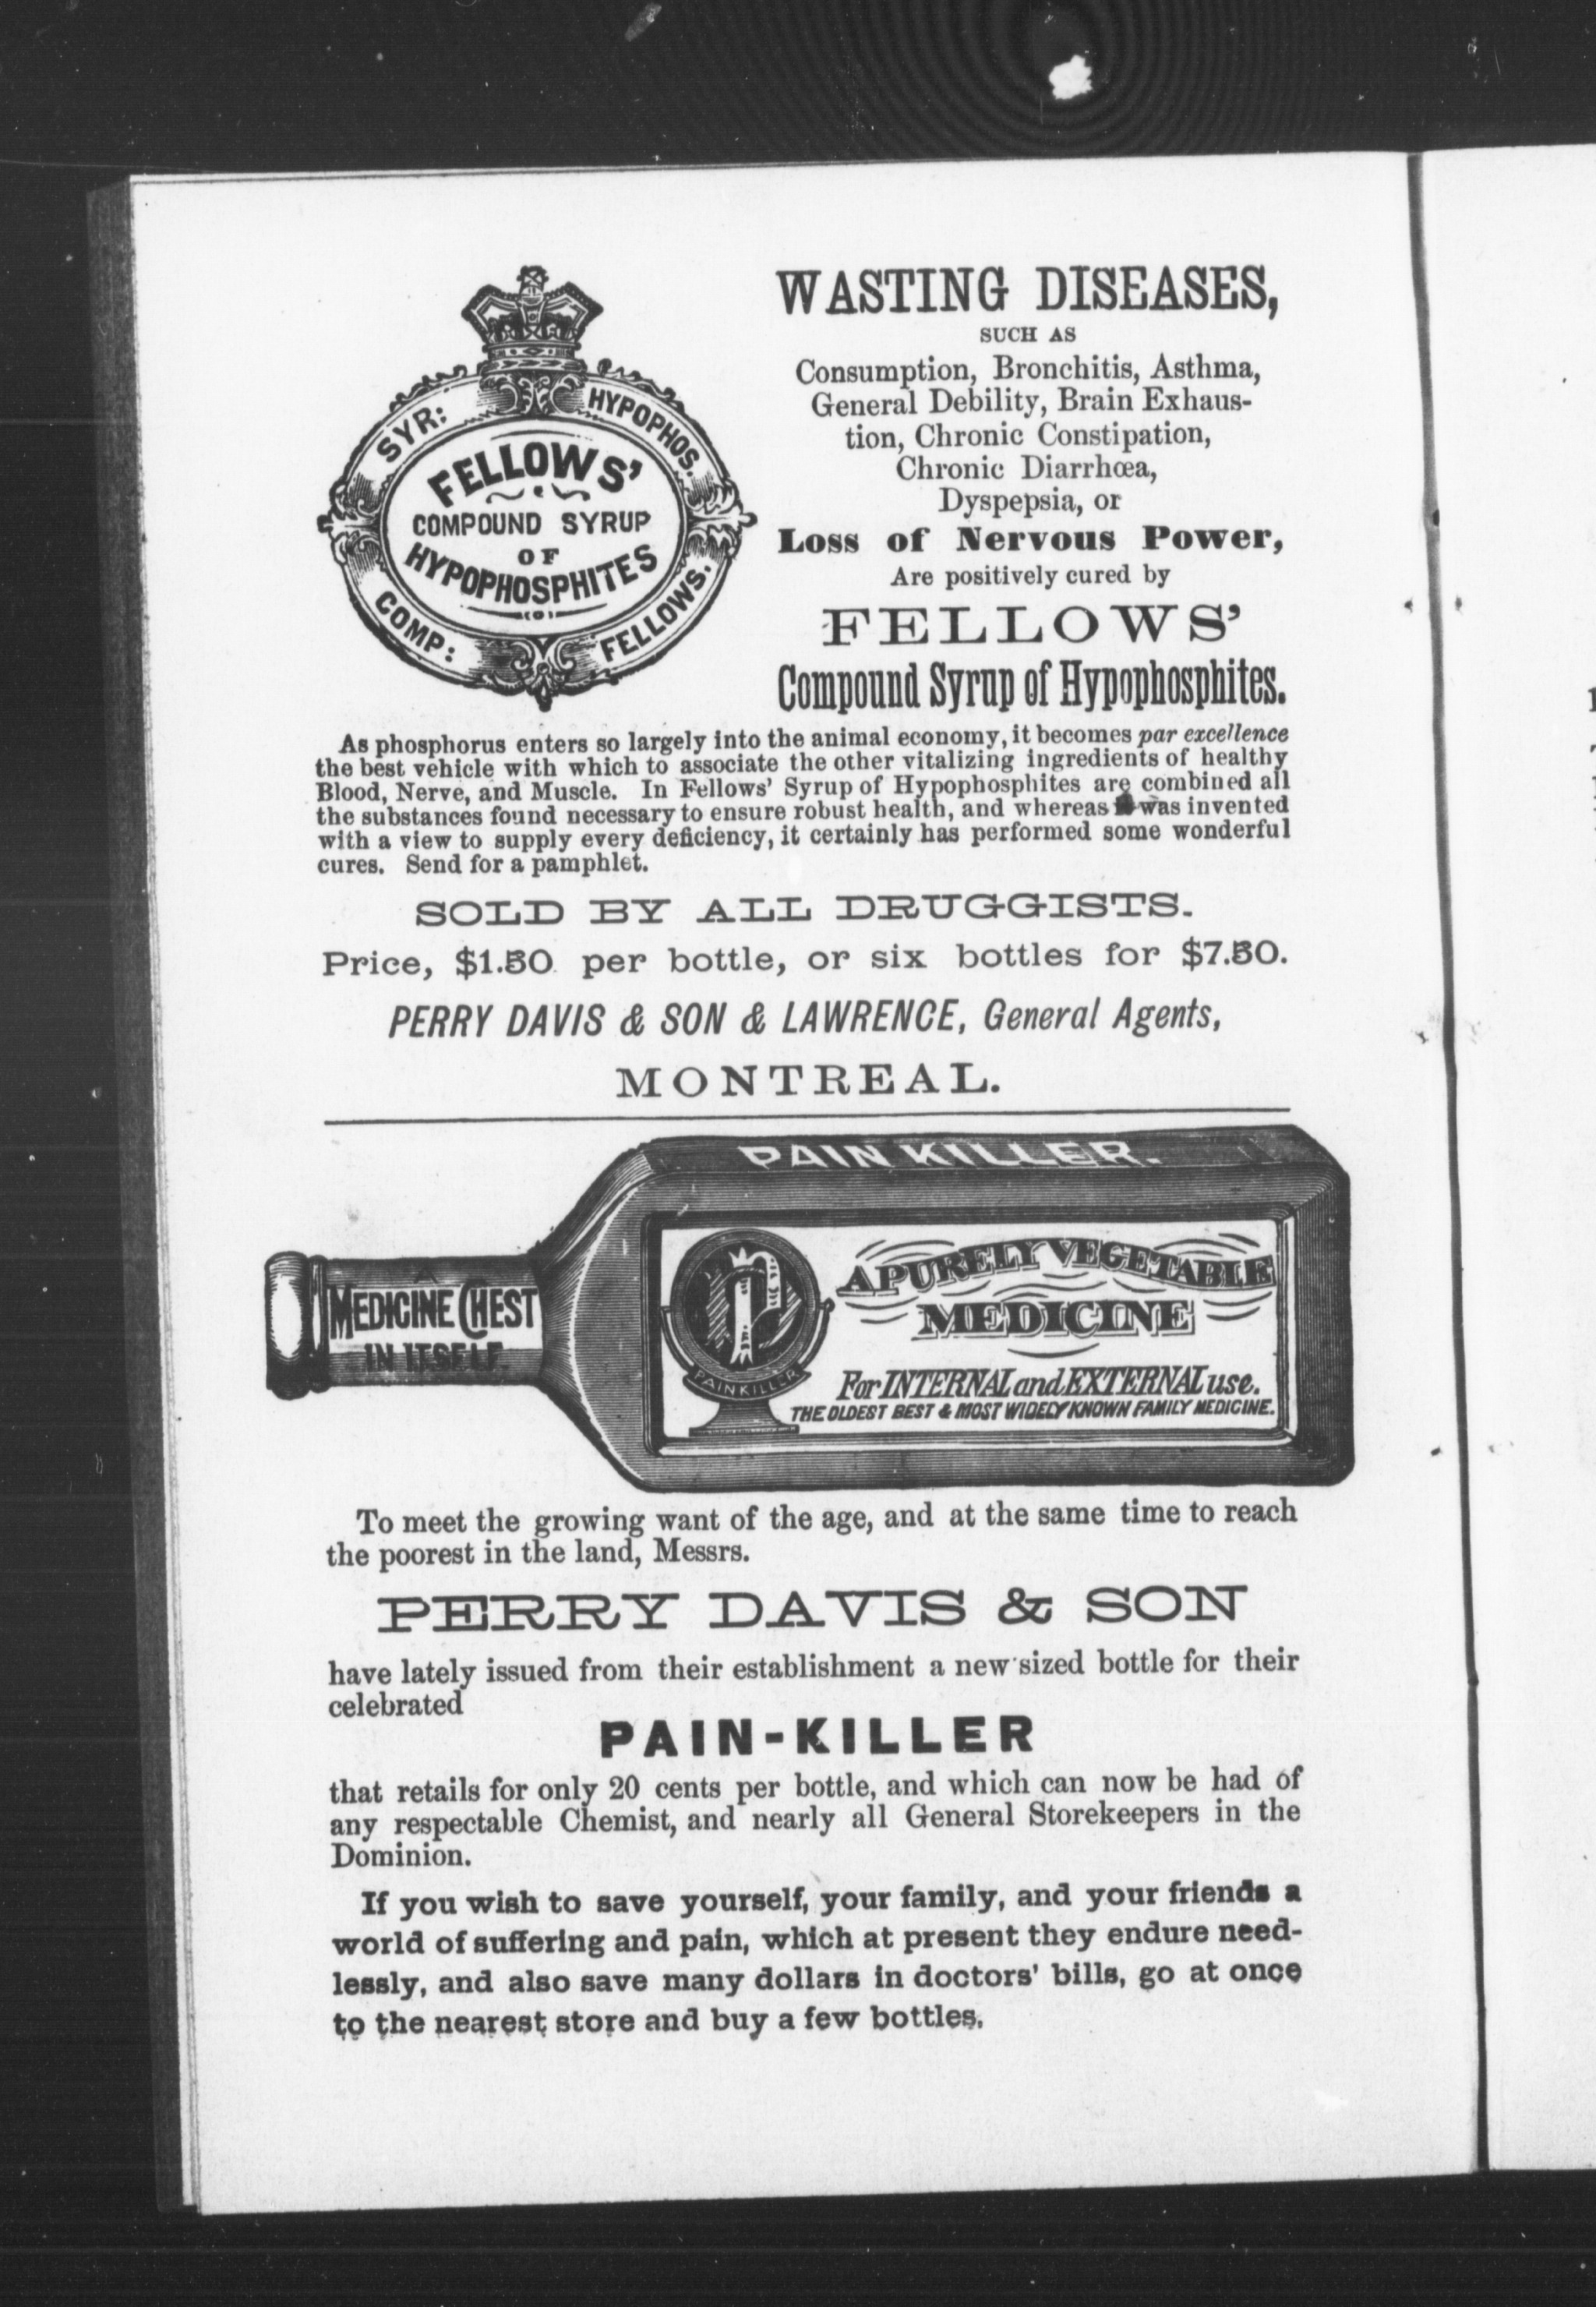 SYR: HYPOPHOS.
FELLOWS'
COMPOUND SYRUP
OF
HYPOPHOSPHITES
COMP: FELLOWS.
WASTING DISEASES,
SUCH AS
Consumption, Bronchitis, Asthma,
General Debility, Brain Exhaus-
tion, Chronic Constipation,
Chronic Diarrhœa,
Dyspepsia, or
Loss of Nervous Power,
Are positively cured by
FELLOWS'
Compound Syrup of Hypophosphites.
As phosphorus enters so largely into the animal economy, it becomes par excellence
the best vehicle with which to associate the other vitalizing ingredients of healthy
Blood, Nerve, and Muscle. In Fellows' Syrup of Hypophosphites are combined all
the substances found necessary to ensure robust health, and whereas it was invented
with a view to supply every deficiency, it certainly has performed some wonderful
cures. Send for a pamphlet.
SOLD BY ALL DRUGGISTS.
Price, $1.50 per bottle, or six bottles for $7.50.
PERRY DAVIS & SON & LAWRENCE, General Agents,
MONTREAL.
PAIN KILLER.
A
MEDICINE CHEST
IN ITSELF.
PAIN KILLER
A PURELY VEGETABLE
MEDICINE
For INTERNAL and EXTERNAL use.
THE OLDEST BEST & MOST WIDELY KNOWN FAMILY MEDICINE.
To meet the growing want of the age, and at the same time to reach
the poorest in the land, Messrs.
PERRY DAVIS & SON
have lately issued from their establishment a new sized bottle for their
celebrated
PAIN-KILLER
that retails for only 20 cents per bottle, and which can now be had of
any respectable Chemist, and nearly all General Storekeepers in the
Dominion.
If you wish to save yourself, your family, and your friends a
world of suffering and pain, which at present they endure need-
lessly, and also save many dollars in doctors' bills, go at once
to the nearest store and buy a few bottles.